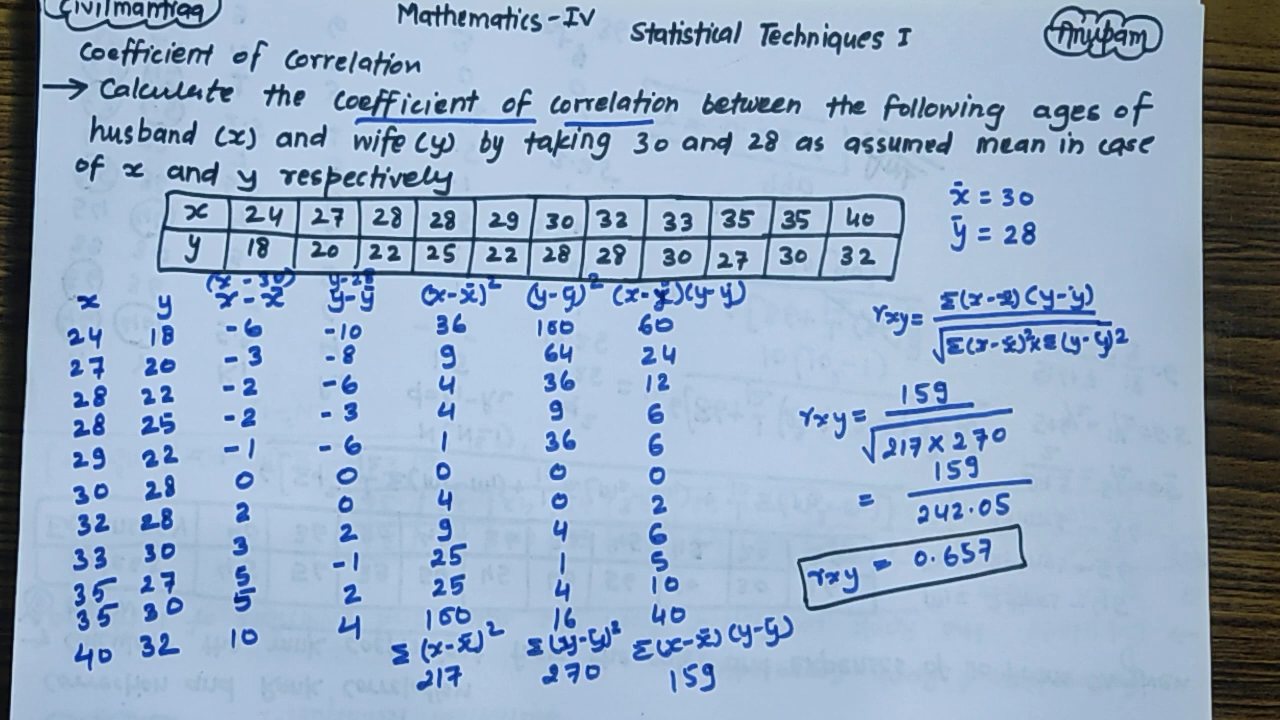 Civilmantraa
Mathematics-IV
Statistical Techniques I
Anupam
Coefficient of correlation
→ Calculate the coefficient of correlation between the following ages of
husband (x) and wife (y) by taking 30 and 28 as assumed mean in case
of x and y respectively
x 24 27 28 28 29 30 32 33 35 35 40
y 18 20 22 25 22 28 28 30 27 30 32
x̄ = 30
ȳ = 28
(x - 30) y-28
x y x - x̄ y-ȳ (x-x̄)² (y-ȳ)² (x-x̄)(y-ȳ)
24 18 -6 -10 36 100 60
27 20 -3 -8 9 64 24
28 22 -2 -6 4 36 12
28 25 -2 -3 4 9 6
29 22 -1 -6 1 36 6
30 28 0 0 0 0 0
32 28 2 0 4 0 2
33 30 3 2 9 4 6
35 27 5 -1 25 1 5
35 30 5 2 25 4 10
40 32 10 4 100 16 40
Σ(x-x̄)² Σ(y-ȳ)² Σ(x-x̄)(y-ȳ)
217 270 159
rxy = Σ(x-x̄)(y-ȳ) / √Σ(x-x̄)²×Σ(y-ȳ)²
rxy = 159 / √217×270
= 159 / 242.05
rxy = 0.657